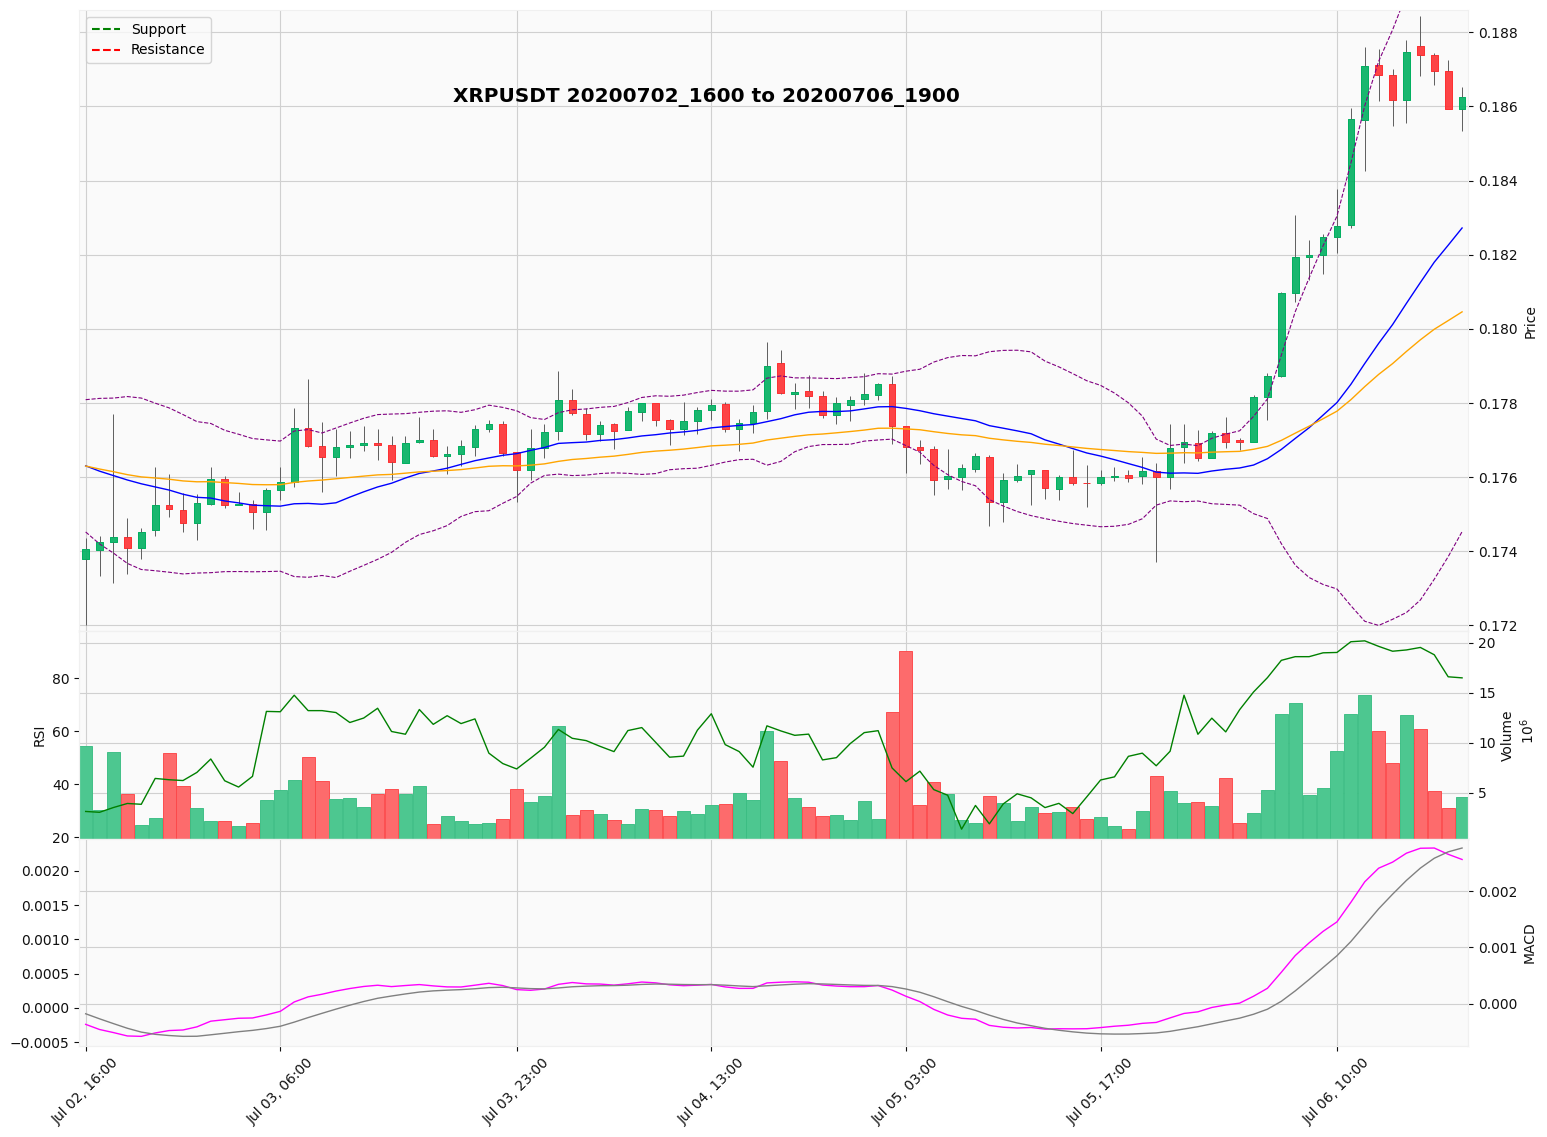 Support
Resistance
XRPUSDT 20200702_1600 to 20200706_1900
0.188
0.186
0.184
0.182
0.180
0.178
0.176
0.174
0.172
Price
80
60
40
20
RSI
20
15
10
5
Volume
10^6
0.0020
0.0015
0.0010
0.0005
0.0000
−0.0005
0.002
0.001
0.000
MACD
Jul 02, 16:00
Jul 03, 06:00
Jul 03, 23:00
Jul 04, 13:00
Jul 05, 03:00
Jul 05, 17:00
Jul 06, 10:00